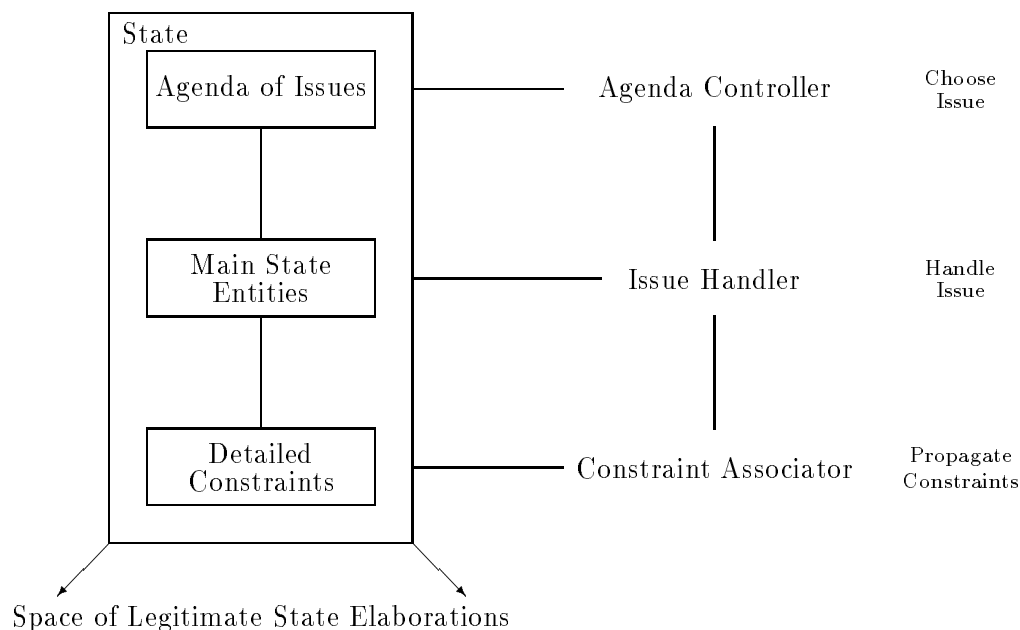 State
Agenda of Issues
Agenda Controller
Choose
Issue
Main State
Entities
Issue Handler
Handle
Issue
Detailed
Constraints
Constraint Associator
Propagate
Constraints
Space of Legitimate State Elaborations